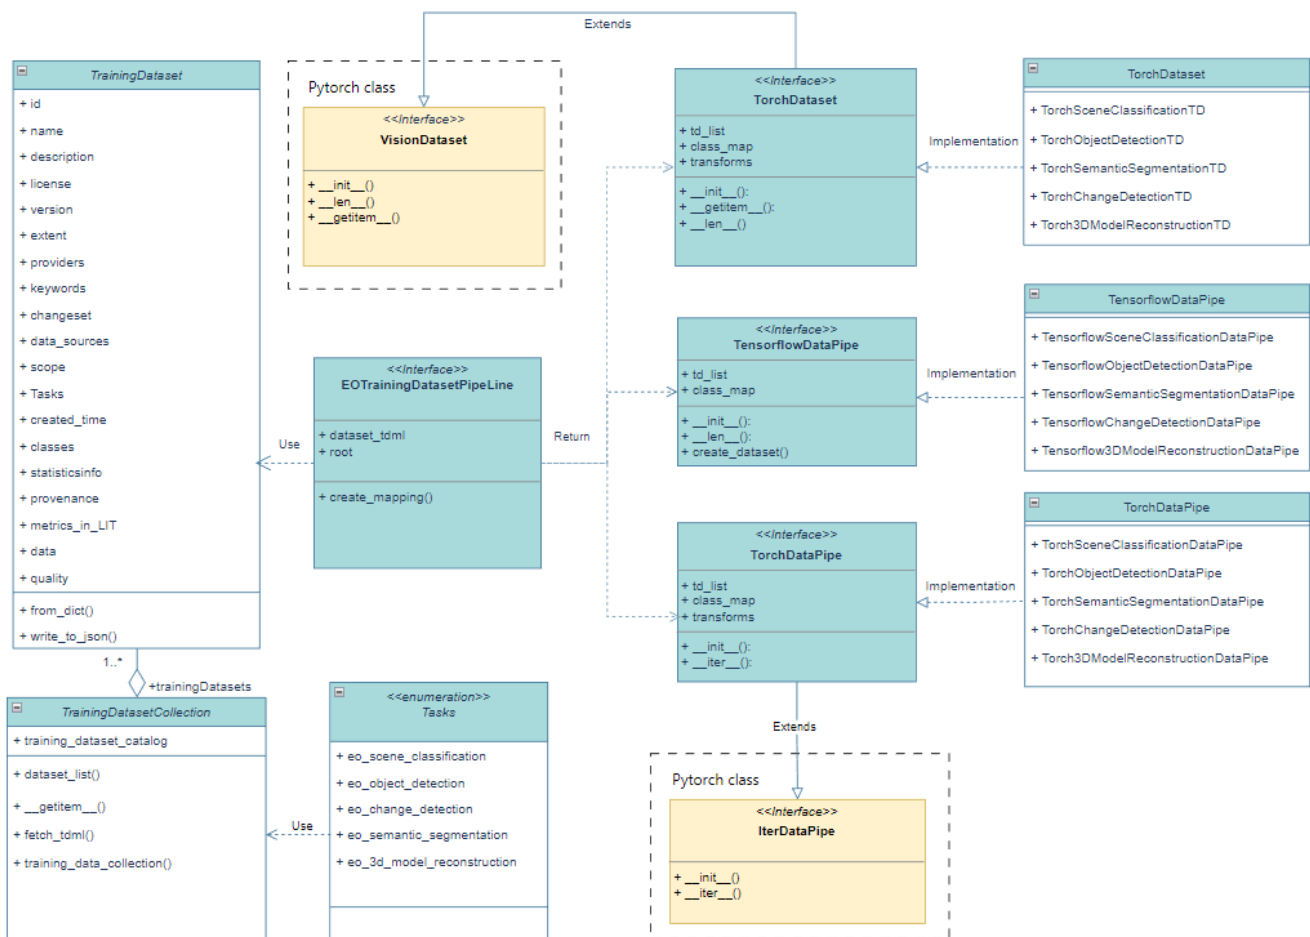 Extends
TrainingDataset
+ id
+ name
+ description
+ license
+ version
+ extent
+ providers
+ keywords
+ changeset
+ data_sources
+ scope
+ Tasks
+ created_time
+ classes
+ statisticsinfo
+ provenance
+ metrics_in_LIT
+ data
+ quality
+ from_dict()
+ write_to_json()
1..*
+trainingDatasets
TrainingDatasetCollection
+ training_dataset_catalog
+ dataset_list()
+ __getitem__()
+ fetch_tdml()
+ training_data_collection()
Pytorch class
<<Interface>>
VisionDataset
+ __init__()
+ __len__()
+ __getitem__()
<<Interface>>
EOTrainingDatasetPipeLine
+ dataset_tdml
+ root
+ create_mapping()
Use
Return
<<enumeration>>
Tasks
+ eo_scene_classification
+ eo_object_detection
+ eo_change_detection
+ eo_semantic_segmentation
+ eo_3d_model_reconstruction
Use
<<Interface>>
TorchDataset
+ td_list
+ class_map
+ transforms
+ __init__():
+ __getitem__():
+ __len__()
Implementation
TorchDataset
+ TorchSceneClassificationTD
+ TorchObjectDetectionTD
+ TorchSemanticSegmentationTD
+ TorchChangeDetectionTD
+ Torch3DModelReconstructionTD
<<Interface>>
TensorflowDataPipe
+ td_list
+ class_map
+ __init__():
+ __len__():
+ create_dataset()
Implementation
TensorflowDataPipe
+ TensorflowSceneClassificationDataPipe
+ TensorflowObjectDetectionDataPipe
+ TensorflowSemanticSegmentationDataPipe
+ TensorflowChangeDetectionDataPipe
+ Tensorflow3DModelReconstructionDataPipe
<<Interface>>
TorchDataPipe
+ td_list
+ class_map
+ transforms
+ __init__():
+ __iter__():
Implementation
TorchDataPipe
+ TorchSceneClassificationDataPipe
+ TorchObjectDetectionDataPipe
+ TorchSemanticSegmentationDataPipe
+ TorchChangeDetectionDataPipe
+ Torch3DModelReconstructionDataPipe
Extends
Pytorch class
<<Interface>>
IterDataPipe
+ __init__()
+ __iter__()